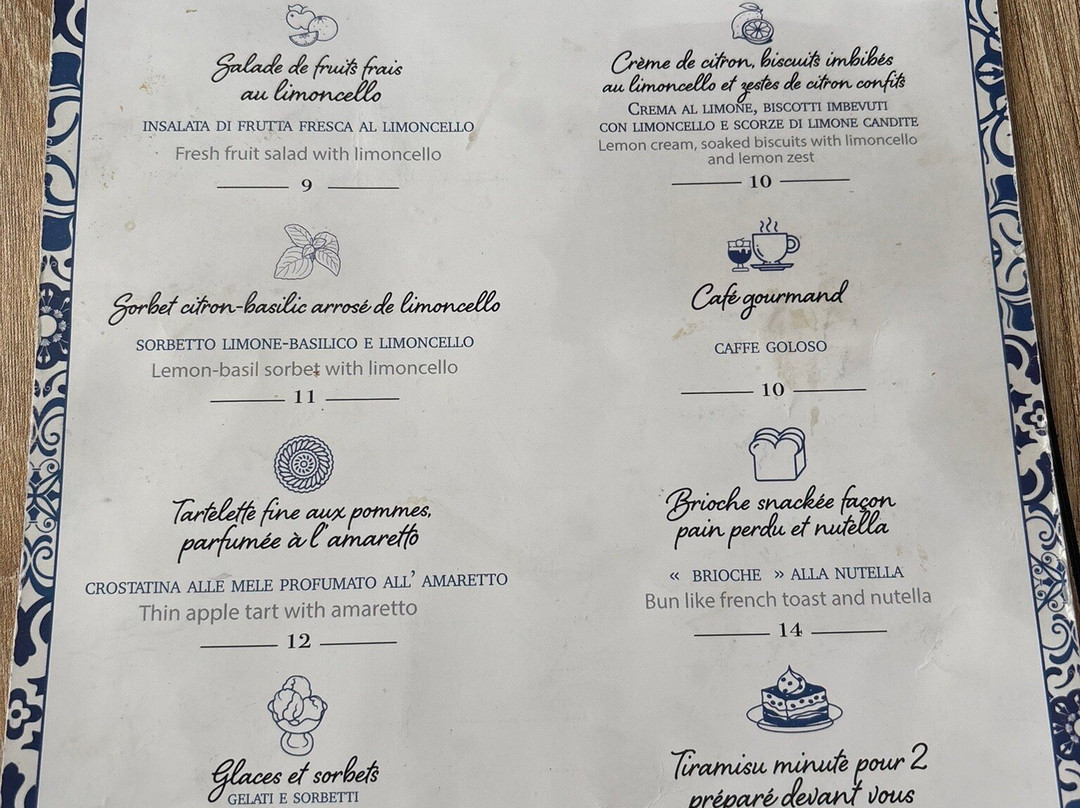 Salade de fruits frais
au limoncello
INSALATA DI FRUTTA FRESCA AL LIMONCELLO
Fresh fruit salad with limoncello
9
Sorbet citron-basilic arrosé de limoncello
SORBETTO LIMONE-BASILICO E LIMONCELLO
Lemon-basil sorbet with limoncello
11
Tartelette fine aux pommes,
parfumée à l'amaretto
CROSTATINA ALLE MELE PROFUMATO ALL' AMARETTO
Thin apple tart with amaretto
12
Glaces et sorbets
GELATI E SORBETTI
Crème de citron, biscuits imbibés
au limoncello et zestes de citron confits
CREMA AL LIMONE, BISCOTTI IMBEVUTI
CON LIMONCELLO E SCORZE DI LIMONE CANDITE
Lemon cream, soaked biscuits with limoncello
and lemon zest
10
Café gourmand
CAFFE GOLOSO
10
Brioche snackée façon
pain perdu et nutella
« BRIOCHE » ALLA NUTELLA
Bun like french toast and nutella
14
Tiramisu minute pour 2
préparé devant vous